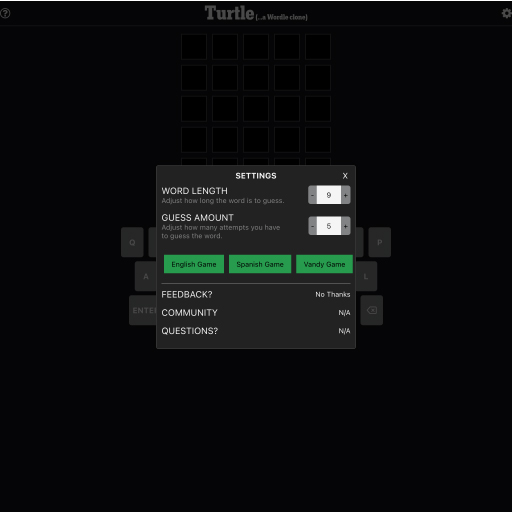 ?
Turtle (...a Wordle clone)
SETTINGS X
WORD LENGTH
Adjust how long the word is to guess.
- 9 +
GUESS AMOUNT
Adjust how many attempts you have
to guess the word.
- 5 +
Q P
English Game Spanish Game Vandy Game
A L
FEEDBACK? No Thanks
ENTE
COMMUNITY N/A
QUESTIONS? N/A